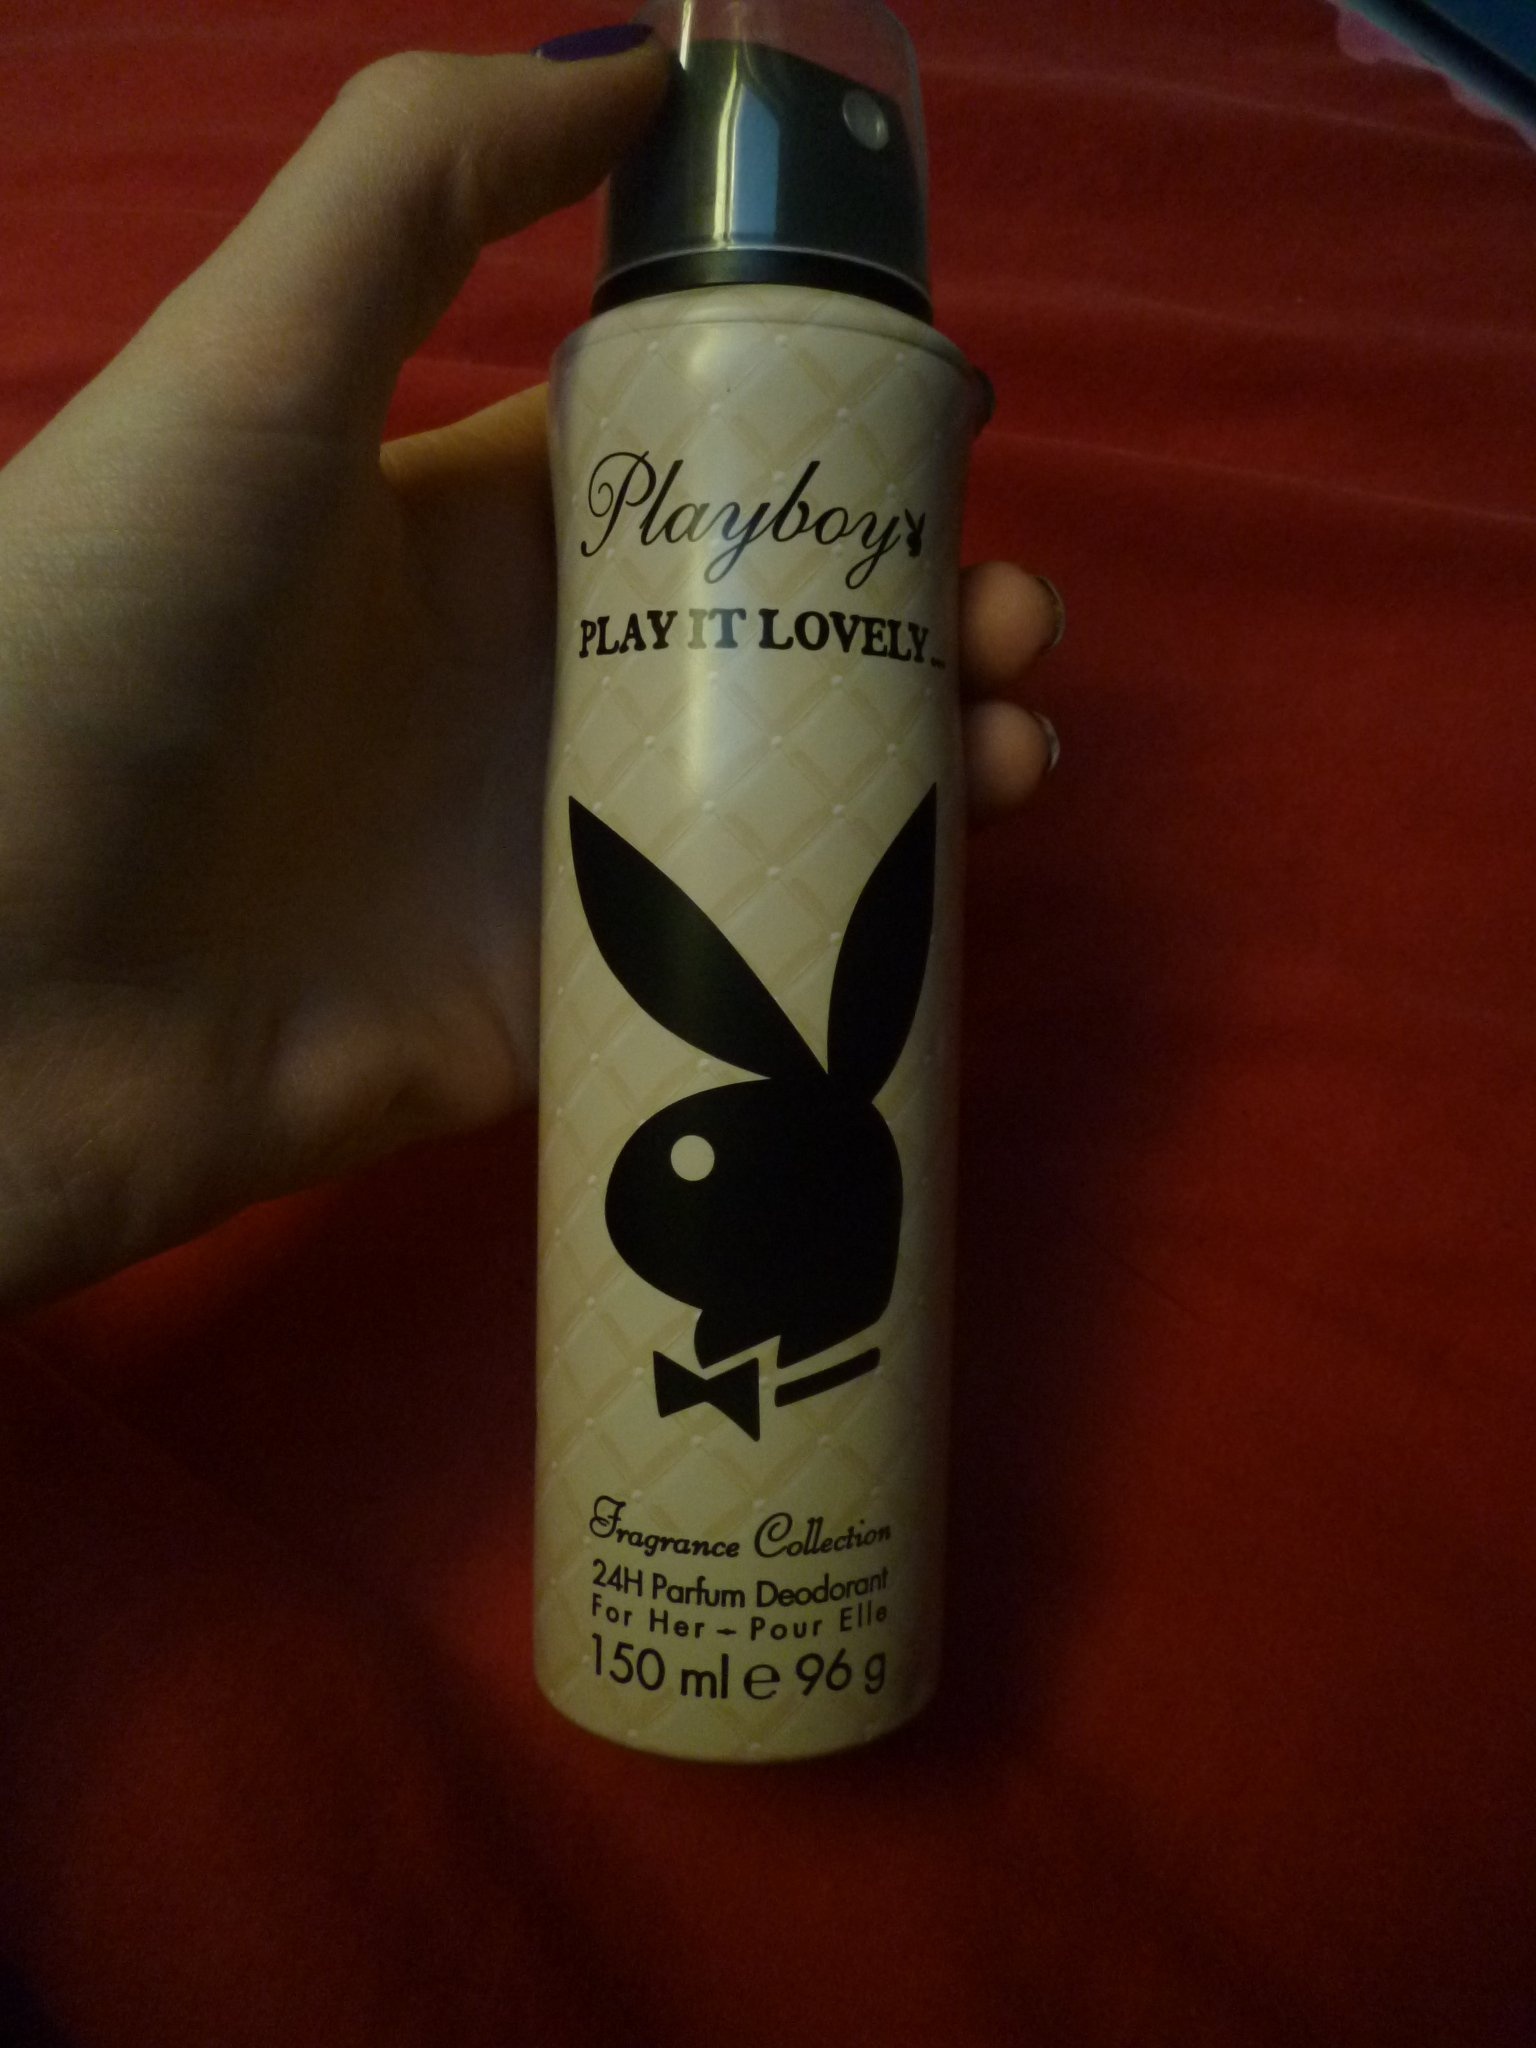 Playboy
PLAY IT LOVELY...
Fragrance Collection
24H Parfum Deodorant
For Her - Pour Elle
150 ml e 96 g